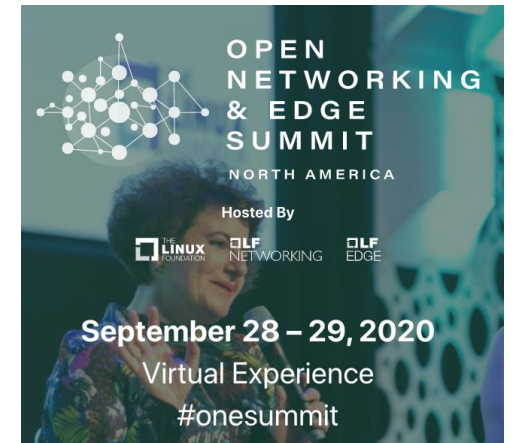 OPEN
NETWORKING
& EDGE
SUMMIT
NORTH AMERICA
Hosted By
THE LINUX FOUNDATION
LF NETWORKING
LF EDGE
September 28 – 29, 2020
Virtual Experience
#onesummit